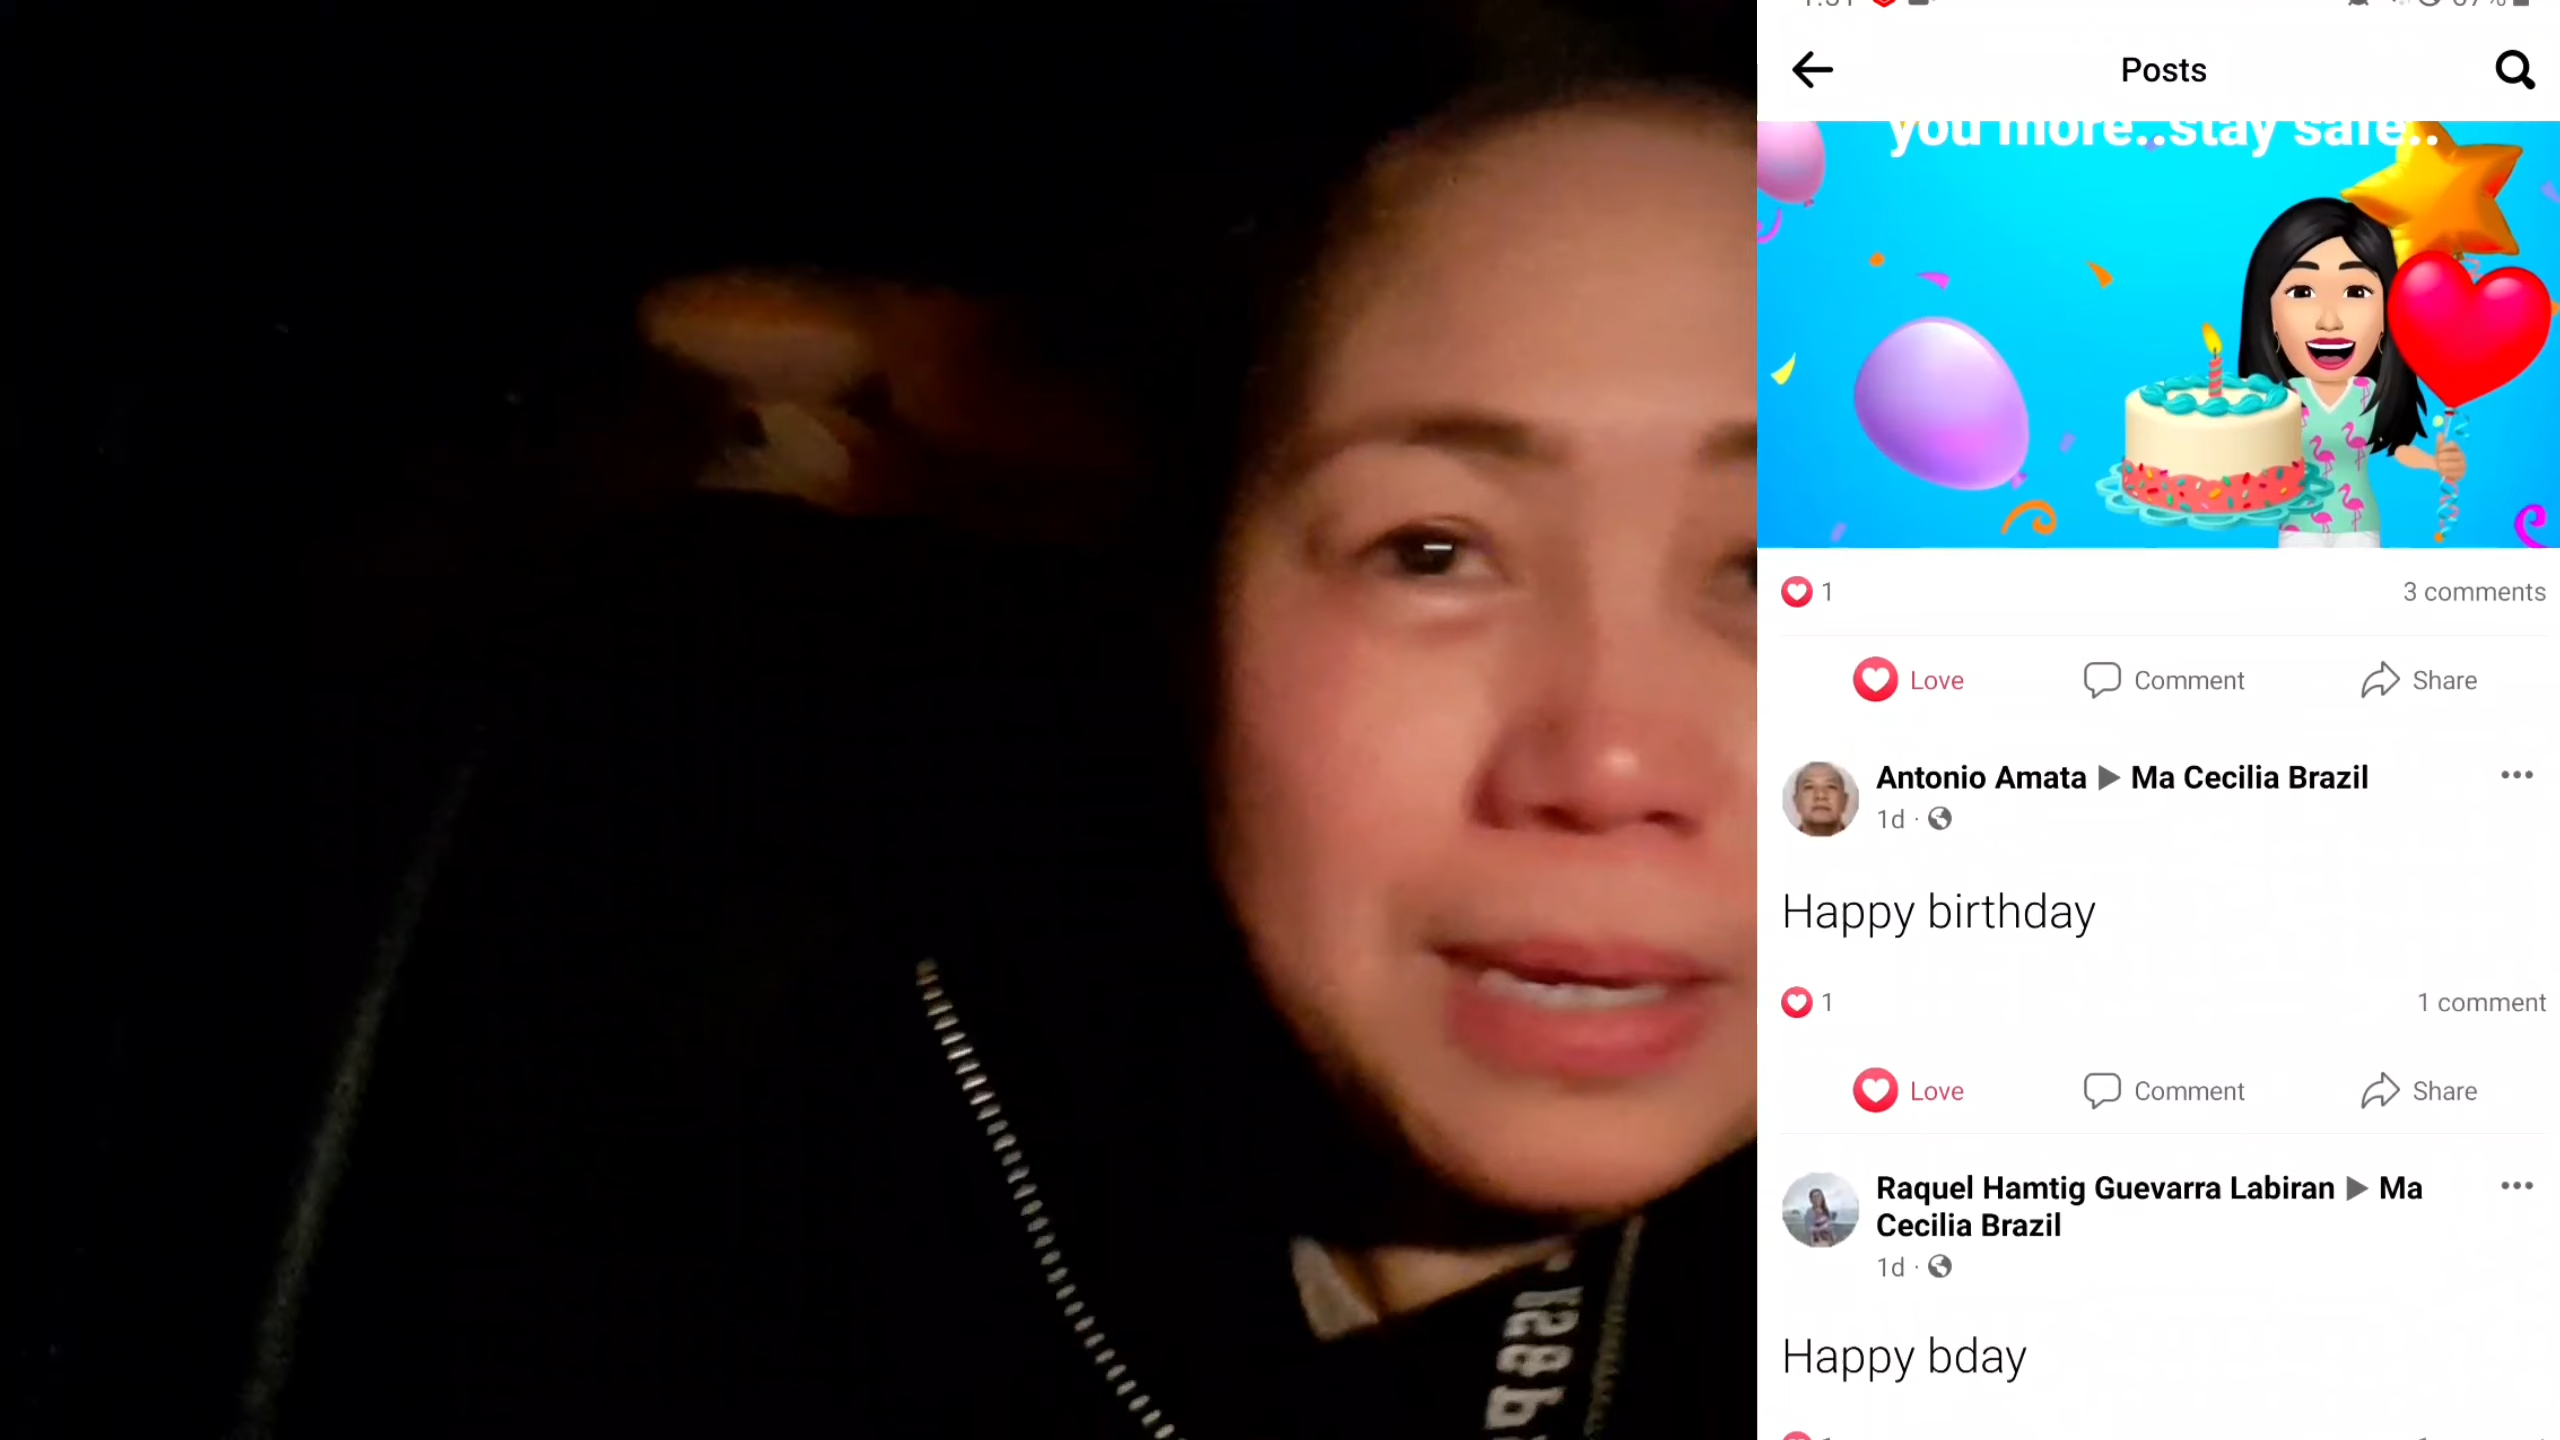 Posts
you more..stay safe..
1
3 comments
Love
Comment
Share
Antonio Amata ▶ Ma Cecilia Brazil
1d ·
Happy birthday
1
1 comment
Love
Comment
Share
Raquel Hamtig Guevarra Labiran ▶ Ma
Cecilia Brazil
1d ·
Happy bday